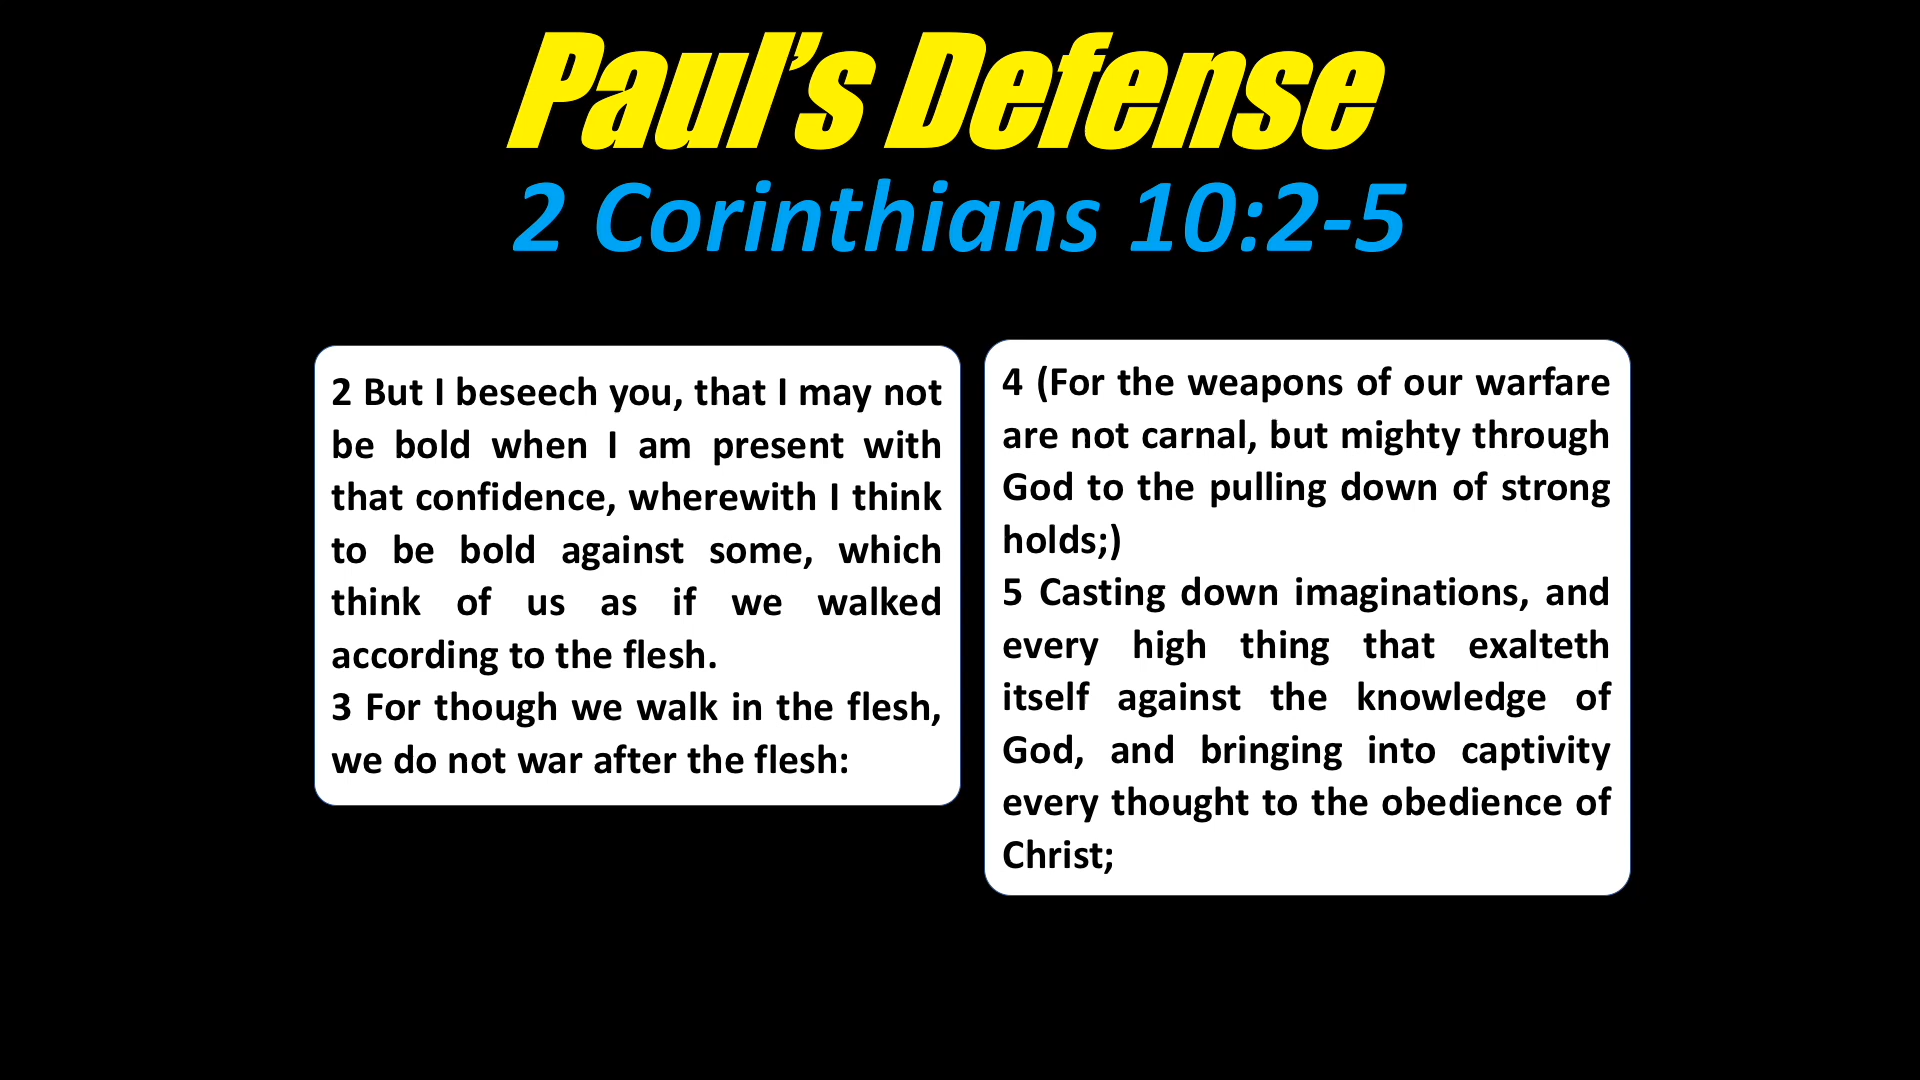 Paul’s Defense
2 Corinthians 10:2-5
2 But I beseech you, that I may not
be bold when I am present with
that confidence, wherewith I think
to be bold against some, which
think of us as if we walked
according to the flesh.
3 For though we walk in the flesh,
we do not war after the flesh:
4 (For the weapons of our warfare
are not carnal, but mighty through
God to the pulling down of strong
holds;)
5 Casting down imaginations, and
every high thing that exalteth
itself against the knowledge of
God, and bringing into captivity
every thought to the obedience of
Christ;